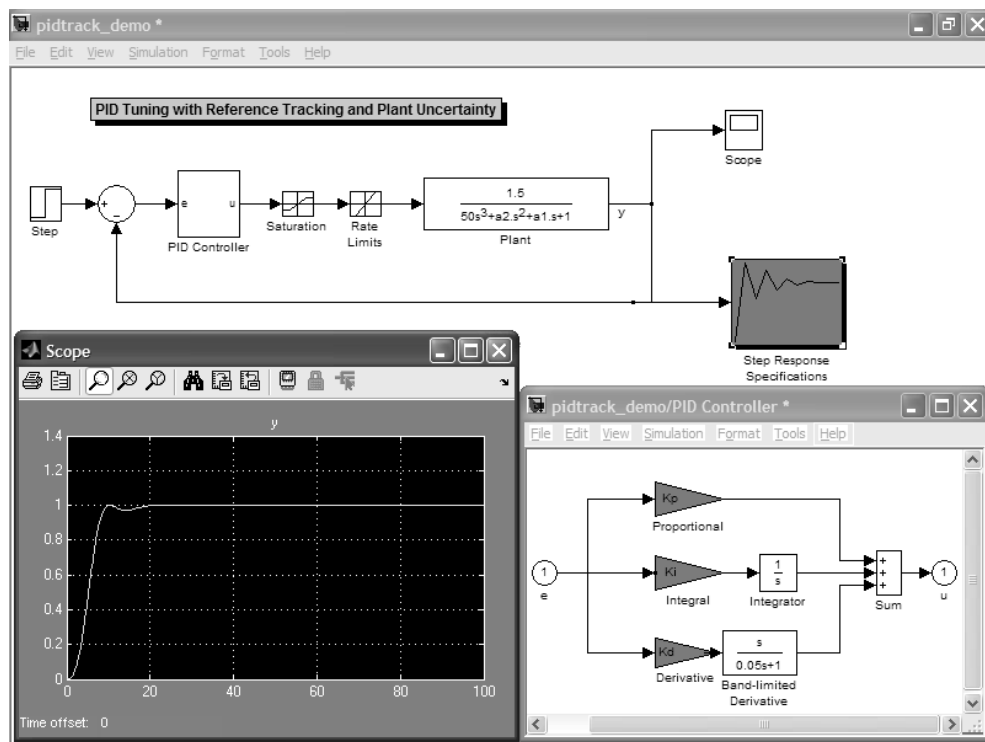 pidtrack_demo *
File Edit View Simulation Format Tools Help
PID Tuning with Reference Tracking and Plant Uncertainty
Scope
Step
+
−
e u
PID Controller
Saturation
Rate
Limits
1.5
50s³+a2.s²+a1.s+1
Plant
y
Step Response
Specifications
Scope
y
1.4
1.2
1
0.8
0.6
0.4
0.2
0
0 20 40 60 80 100
Time offset: 0
pidtrack_demo/PID Controller *
File Edit View Simulation Format Tools Help
Kp
Proportional
1
e
Ki
Integral
1
s
Integrator
+
+
+
Sum
1
u
Kd
Derivative
s
0.05s+1
Band-limited
Derivative